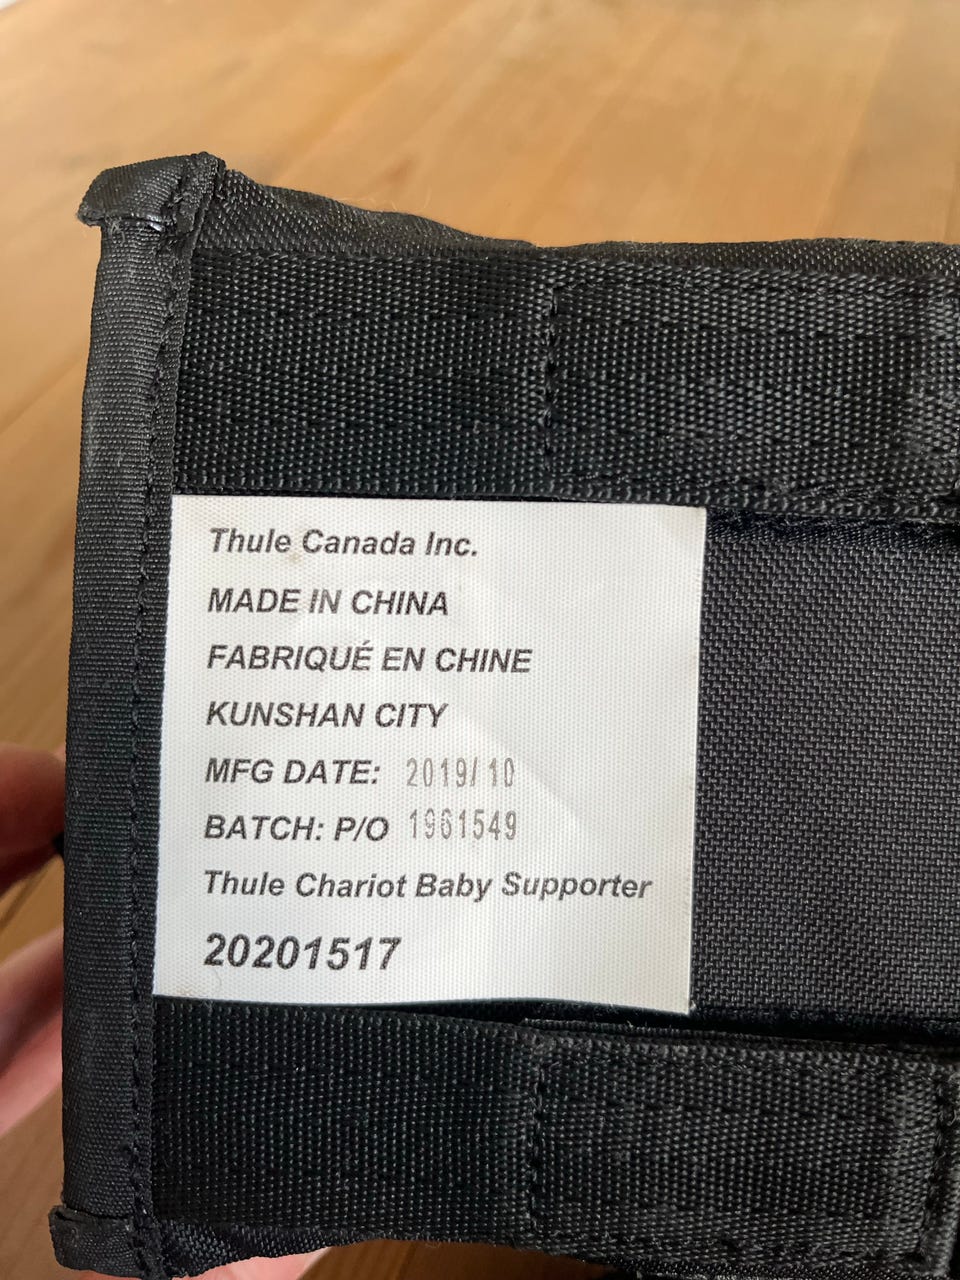 Thule Canada Inc.
MADE IN CHINA
FABRIQUÉ EN CHINE
KUNSHAN CITY
MFG DATE: 2019/10
BATCH: P/O 1961549
Thule Chariot Baby Supporter
20201517